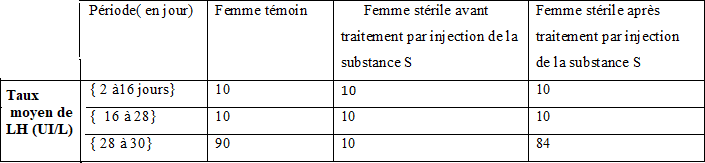 Période( en jour) Femme témoin Femme stérile avant traitement par injection de la substance S Femme stérile après traitement par injection de la substance S
Taux moyen de LH (UI/L)
{ 2 à16 jours} 10 10 10
{ 16 à 28} 10 10 10
{ 28 à 30} 90 10 84